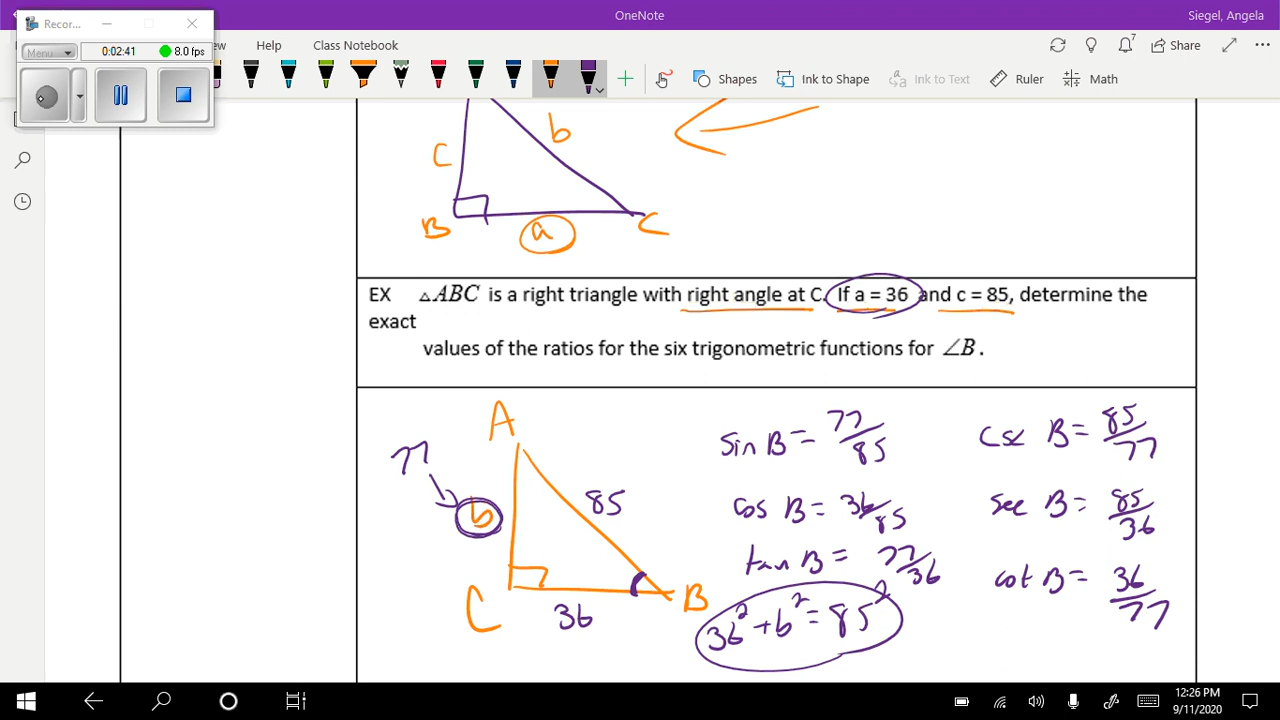 Recor...
OneNote
Siegel, Angela
Menu
0:02:41
8.0 fps
Help
Class Notebook
Share
Shapes
Ink to Shape
Ink to Text
Ruler
Math
b
C
B
a
C
EX △ABC is a right triangle with right angle at C. If a = 36 and c = 85, determine the
exact
values of the ratios for the six trigonometric functions for ∠B.
A
77
b
85
C
36
B
sin B = 77/85
cos B = 36/85
tan B = 77/36
36² + b² = 85²
csc B = 85/77
sec B = 85/36
cot B = 36/77
12:26 PM
9/11/2020